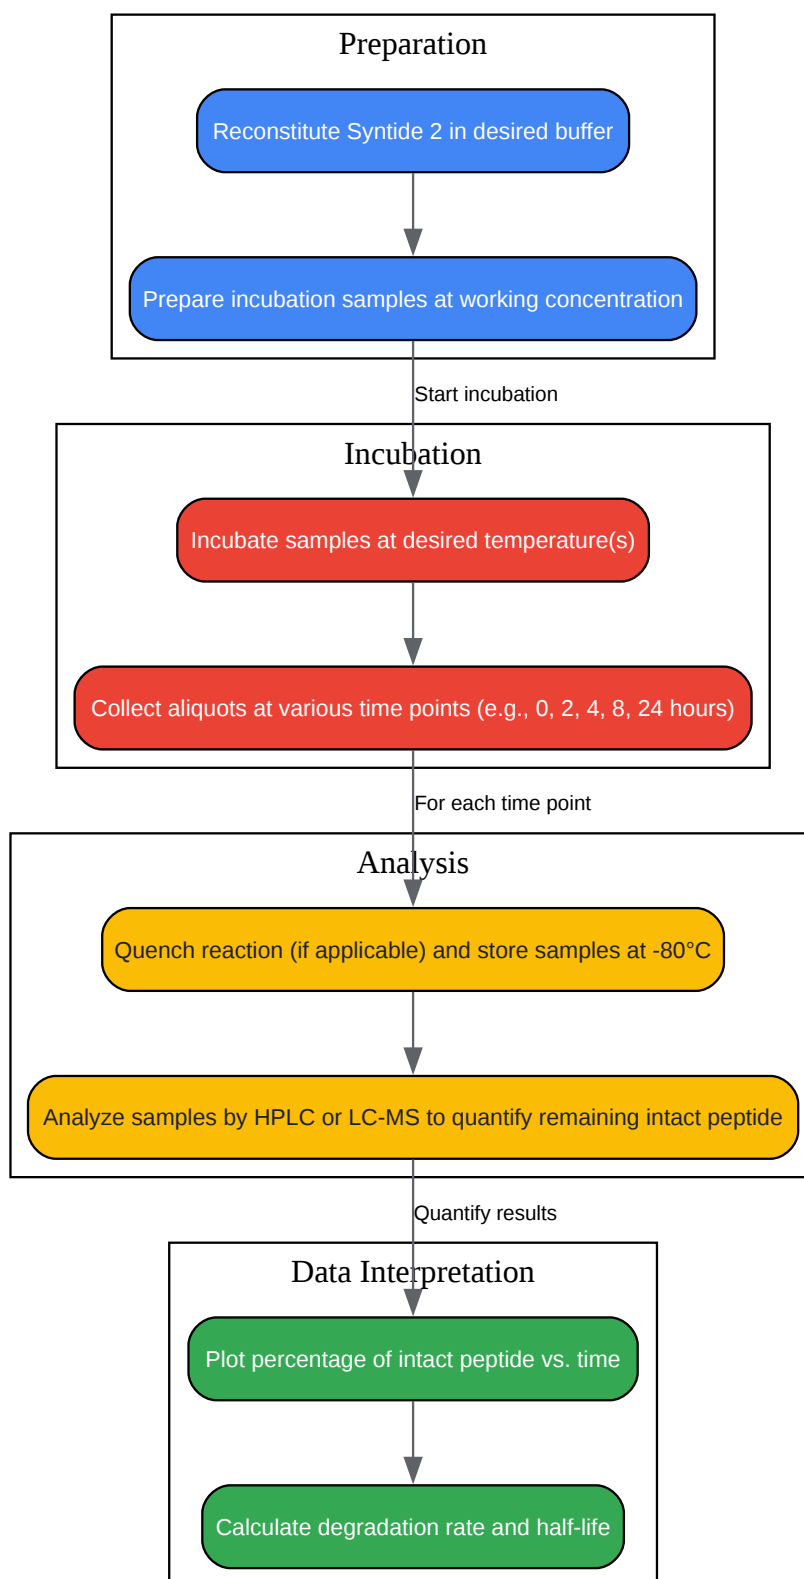 Preparation
Reconstitute Syntide 2 in desired buffer
Prepare incubation samples at working concentration
Start incubation
Incubation
Incubate samples at desired temperature(s)
Collect aliquots at various time points (e.g., 0, 2, 4, 8, 24 hours)
For each time point
Analysis
Quench reaction (if applicable) and store samples at -80°C
Analyze samples by HPLC or LC-MS to quantify remaining intact peptide
Quantify results
Data Interpretation
Plot percentage of intact peptide vs. time
Calculate degradation rate and half-life